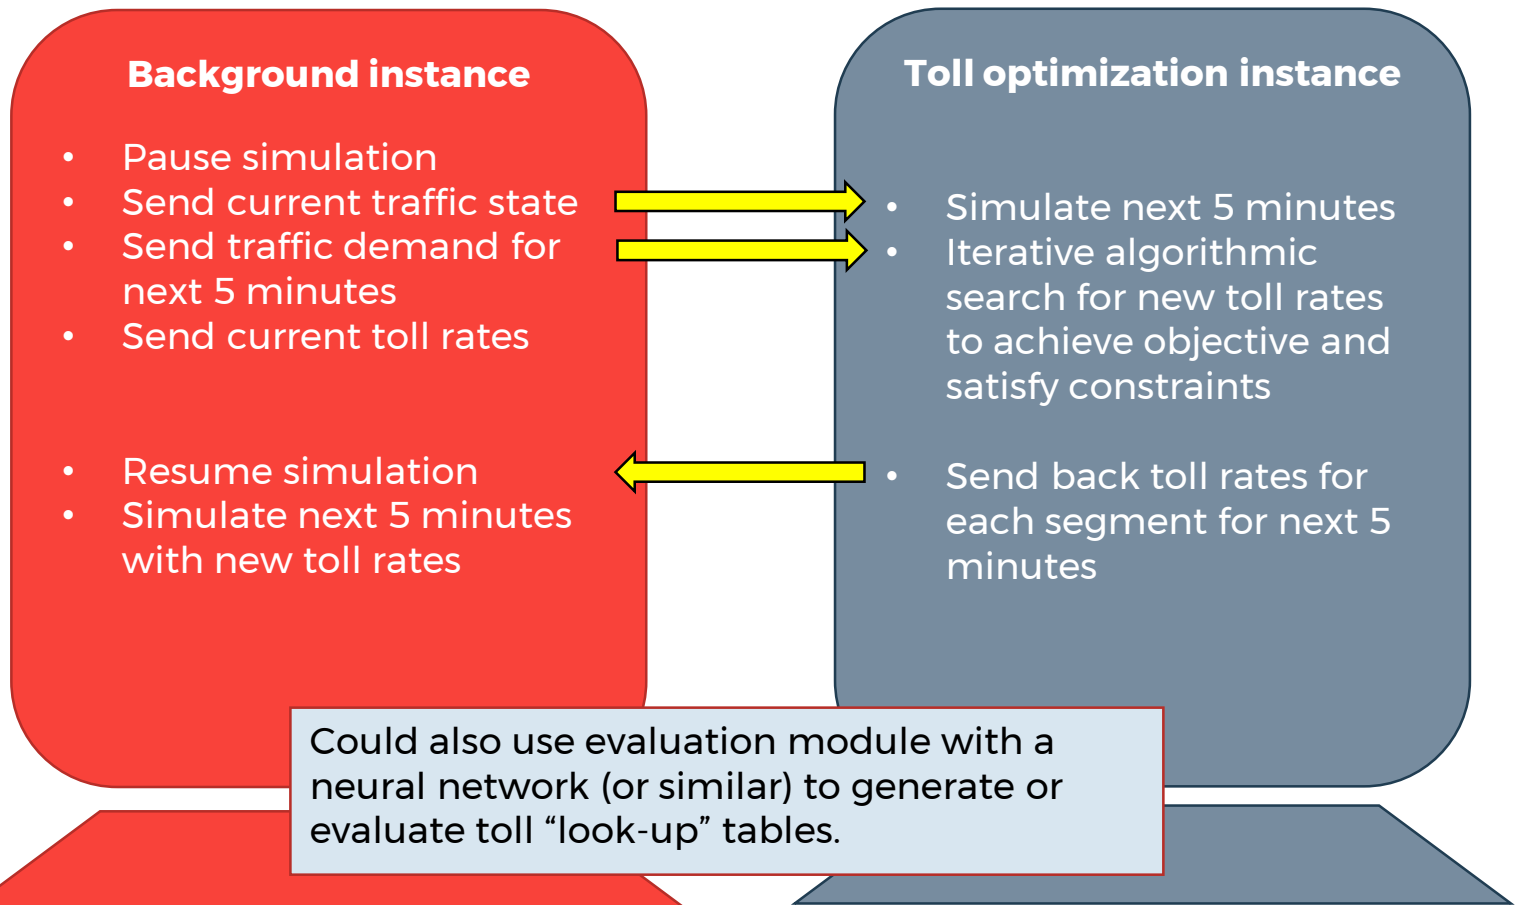 Background instance
• Pause simulation
• Send current traffic state
• Send traffic demand for
next 5 minutes
• Send current toll rates
• Resume simulation
• Simulate next 5 minutes
with new toll rates
Toll optimization instance
• Simulate next 5 minutes
• Iterative algorithmic
search for new toll rates
to achieve objective and
satisfy constraints
• Send back toll rates for
each segment for next 5
minutes
Could also use evaluation module with a
neural network (or similar) to generate or
evaluate toll “look-up” tables.